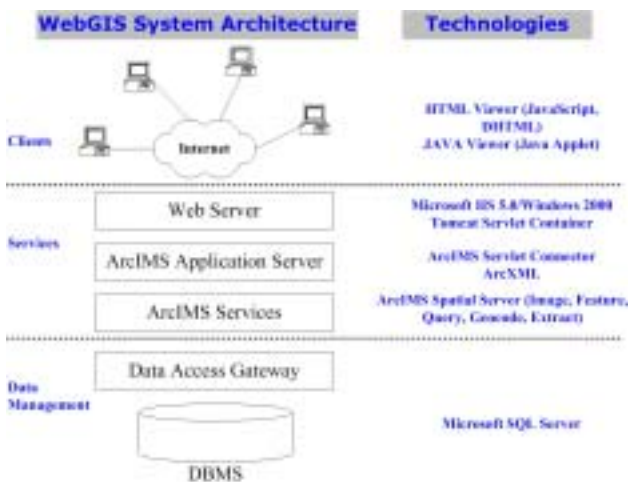 WebGIS System Architecture
Technologies
Clients
Internet
HTML Viewer (JavaScript,
DHTML)
JAVA Viewer (Java Applet)
Services
Web Server
Microsoft IIS 5.0/Windows 2000
Tomcat Servlet Container
ArcIMS Application Server
ArcIMS Servlet Connector
ArcXML
ArcIMS Services
ArcIMS Spatial Server (Image, Feature,
Query, Geocode, Extract)
Data
Management
Data Access Gateway
DBMS
Microsoft SQL Server